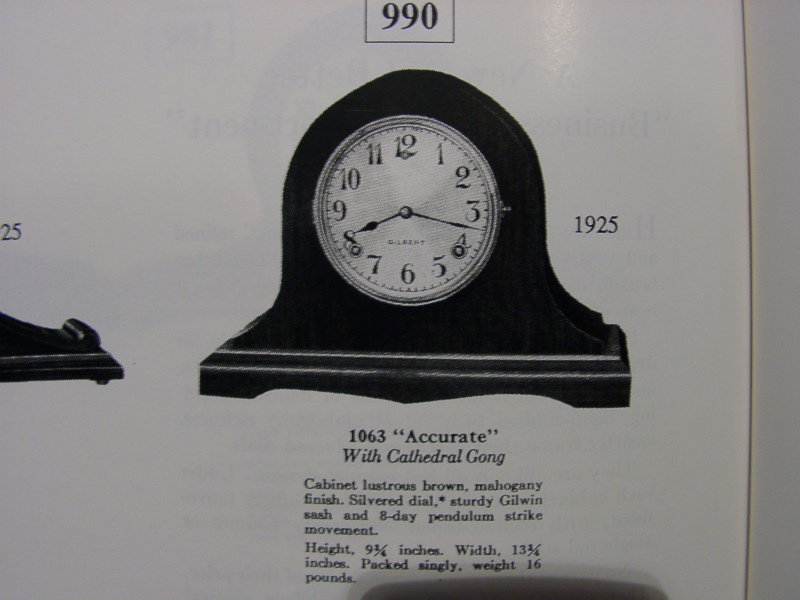 990
12
1
2
3
4
5
6
7
8
9
10
11
GILBERT
25
1925
1063 "Accurate"
With Cathedral Gong
Cabinet lustrous brown, mahogany
finish. Silvered dial,* sturdy Gilwin
sash and 8-day pendulum strike
movement.
Height, 9¾ inches. Width, 13¾
inches. Packed singly, weight 16
pounds.